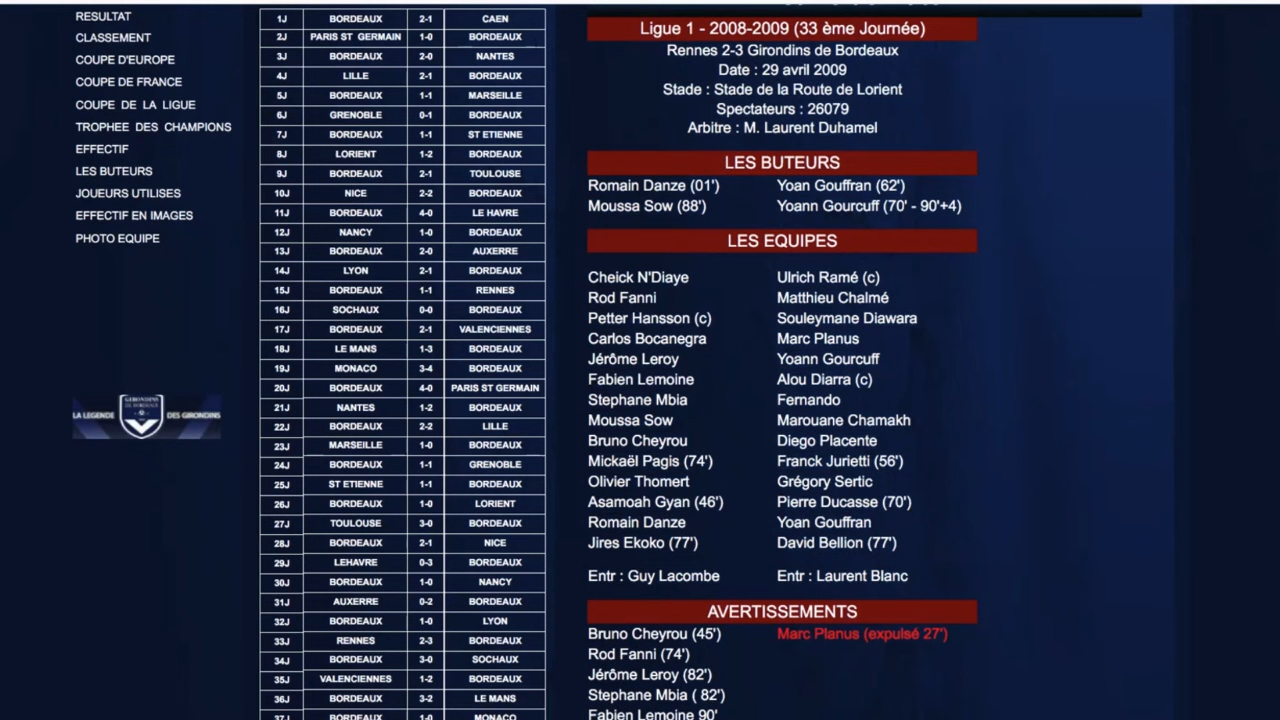 RESULTAT
CLASSEMENT
COUPE D'EUROPE
COUPE DE FRANCE
COUPE DE LA LIGUE
TROPHEE DES CHAMPIONS
EFFECTIF
LES BUTEURS
JOUEURS UTILISES
EFFECTIF EN IMAGES
PHOTO EQUIPE
LA LEGENDE GIRONDINS DE BORDEAUX DES GIRONDINS
1J BORDEAUX 2-1 CAEN
2J PARIS ST GERMAIN 1-0 BORDEAUX
3J BORDEAUX 2-0 NANTES
4J LILLE 2-1 BORDEAUX
5J BORDEAUX 1-1 MARSEILLE
6J GRENOBLE 0-1 BORDEAUX
7J BORDEAUX 1-1 ST ETIENNE
8J LORIENT 1-2 BORDEAUX
9J BORDEAUX 2-1 TOULOUSE
10J NICE 2-2 BORDEAUX
11J BORDEAUX 4-0 LE HAVRE
12J NANCY 1-0 BORDEAUX
13J BORDEAUX 2-0 AUXERRE
14J LYON 2-1 BORDEAUX
15J BORDEAUX 1-1 RENNES
16J SOCHAUX 0-0 BORDEAUX
17J BORDEAUX 2-1 VALENCIENNES
18J LE MANS 1-3 BORDEAUX
19J MONACO 3-4 BORDEAUX
20J BORDEAUX 4-0 PARIS ST GERMAIN
21J NANTES 1-2 BORDEAUX
22J BORDEAUX 2-2 LILLE
23J MARSEILLE 1-0 BORDEAUX
24J BORDEAUX 1-1 GRENOBLE
25J ST ETIENNE 1-1 BORDEAUX
26J BORDEAUX 1-0 LORIENT
27J TOULOUSE 3-0 BORDEAUX
28J BORDEAUX 2-1 NICE
29J LEHAVRE 0-3 BORDEAUX
30J BORDEAUX 1-0 NANCY
31J AUXERRE 0-2 BORDEAUX
32J BORDEAUX 1-0 LYON
33J RENNES 2-3 BORDEAUX
34J BORDEAUX 3-0 SOCHAUX
35J VALENCIENNES 1-2 BORDEAUX
36J BORDEAUX 3-2 LE MANS
37J BORDEAUX 1-0 MONACO
Ligue 1 - 2008-2009 (33 ème Journée)
Rennes 2-3 Girondins de Bordeaux
Date : 29 avril 2009
Stade : Stade de la Route de Lorient
Spectateurs : 26079
Arbitre : M. Laurent Duhamel
LES BUTEURS
Romain Danze (01') Yoan Gouffran (62')
Moussa Sow (88') Yoann Gourcuff (70' - 90'+4)
LES EQUIPES
Cheick N'Diaye Ulrich Ramé (c)
Rod Fanni Matthieu Chalmé
Petter Hansson (c) Souleymane Diawara
Carlos Bocanegra Marc Planus
Jérôme Leroy Yoann Gourcuff
Fabien Lemoine Alou Diarra (c)
Stephane Mbia Fernando
Moussa Sow Marouane Chamakh
Bruno Cheyrou Diego Placente
Mickaël Pagis (74') Franck Jurietti (56')
Olivier Thomert Grégory Sertic
Asamoah Gyan (46') Pierre Ducasse (70')
Romain Danze Yoan Gouffran
Jires Ekoko (77') David Bellion (77')
Entr : Guy Lacombe Entr : Laurent Blanc
AVERTISSEMENTS
Bruno Cheyrou (45') Marc Planus (expulsé 27')
Rod Fanni (74')
Jérôme Leroy (82')
Stephane Mbia ( 82')
Fabien Lemoine 90'